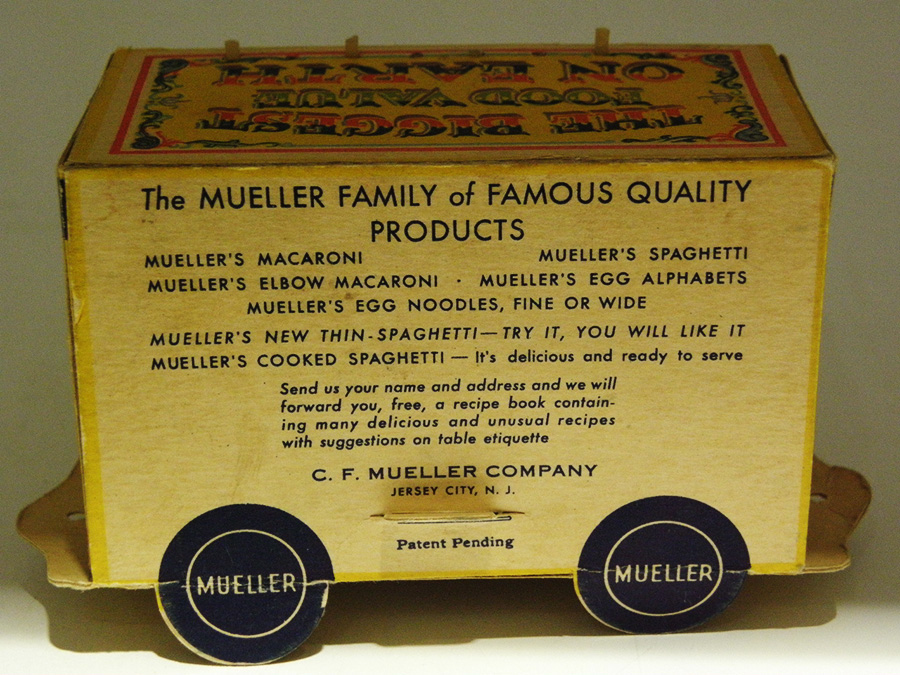 THE BIGGEST
FOOD VALUE
ON EARTH
The MUELLER FAMILY of FAMOUS QUALITY
PRODUCTS
MUELLER'S MACARONI MUELLER'S SPAGHETTI
MUELLER'S ELBOW MACARONI · MUELLER'S EGG ALPHABETS
MUELLER'S EGG NOODLES, FINE OR WIDE
MUELLER'S NEW THIN-SPAGHETTI—TRY IT, YOU WILL LIKE IT
MUELLER'S COOKED SPAGHETTI — It's delicious and ready to serve
Send us your name and address and we will
forward you, free, a recipe book contain-
ing many delicious and unusual recipes
with suggestions on table etiquette
C. F. MUELLER COMPANY
JERSEY CITY, N. J.
Patent Pending
MUELLER MUELLER